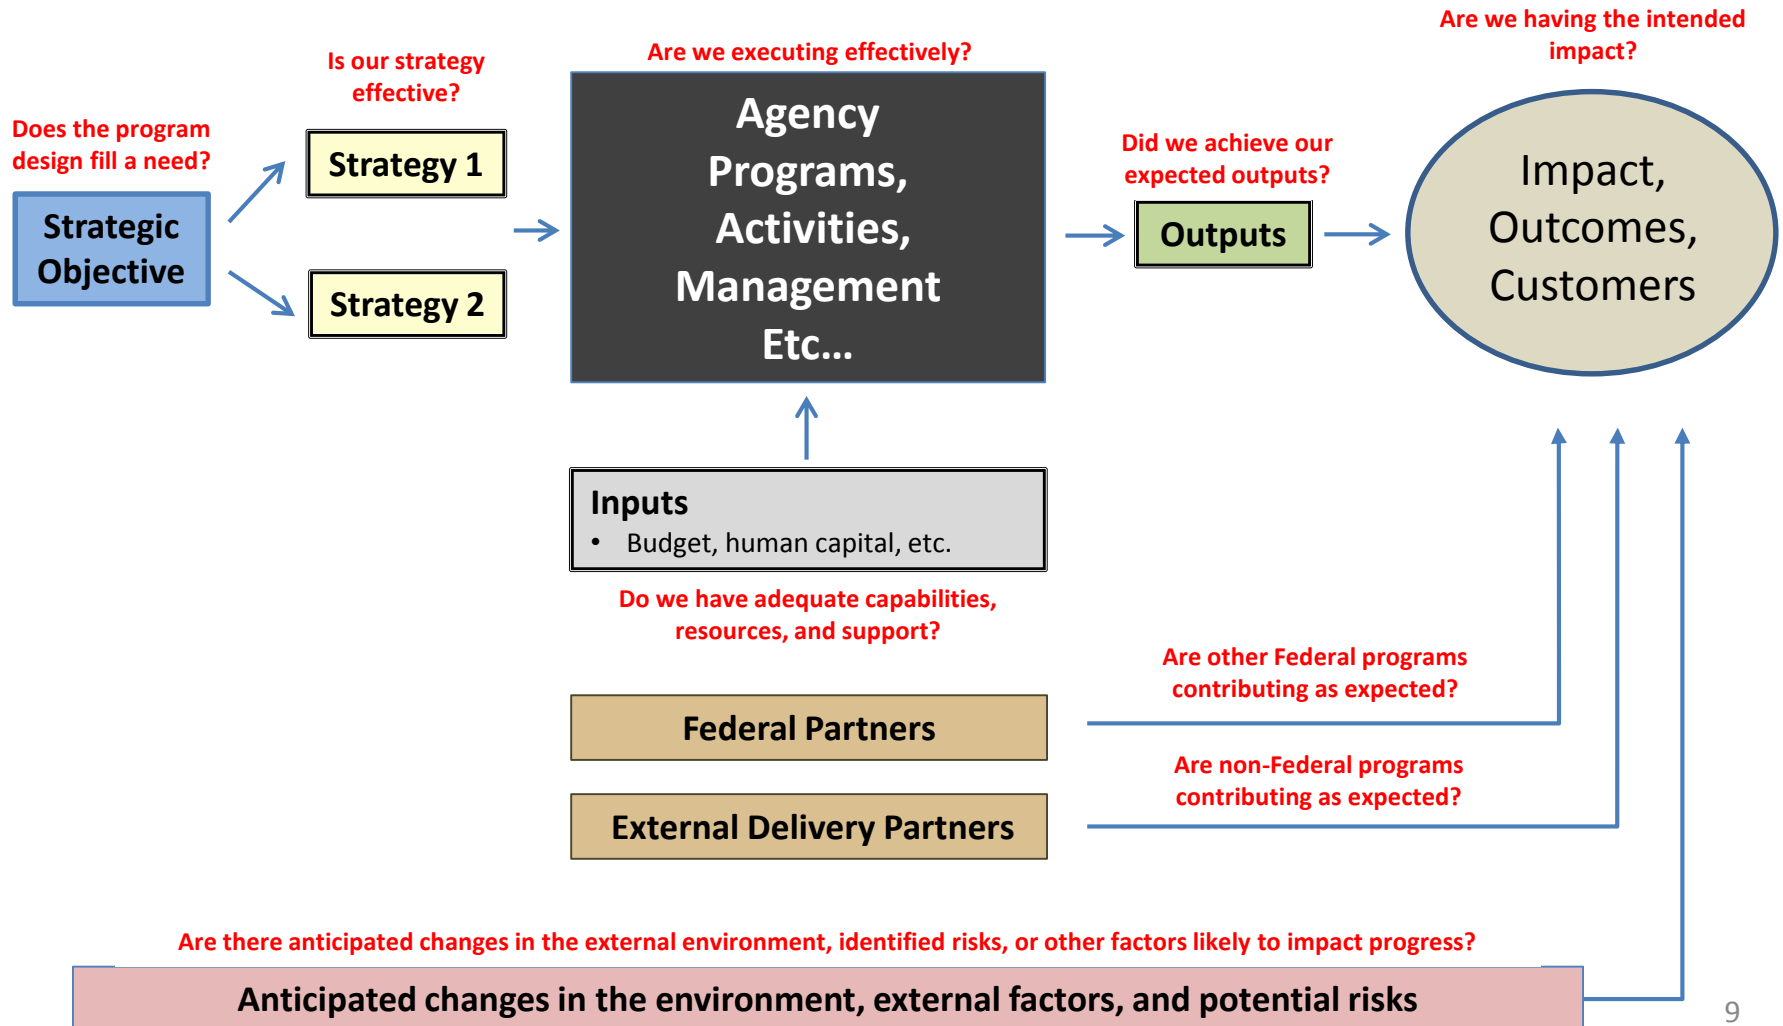 Are we having the intended
impact?
Is our strategy
effective?
Are we executing effectively?
Does the program
design fill a need?
Strategic
Objective
Strategy 1
Strategy 2
Agency
Programs,
Activities,
Management
Etc...
Did we achieve our
expected outputs?
Outputs
Impact,
Outcomes,
Customers
Inputs
• Budget, human capital, etc.
Do we have adequate capabilities,
resources, and support?
Are other Federal programs
contributing as expected?
Federal Partners
Are non-Federal programs
contributing as expected?
External Delivery Partners
Are there anticipated changes in the external environment, identified risks, or other factors likely to impact progress?
Anticipated changes in the environment, external factors, and potential risks
9